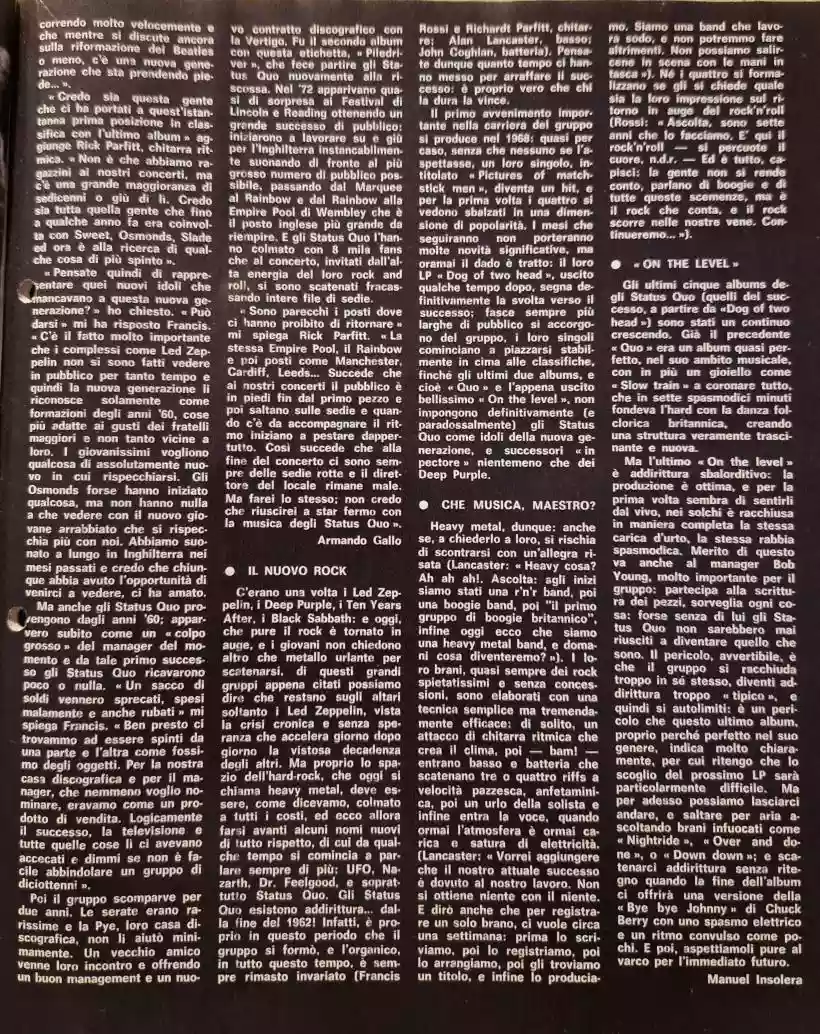 correndo molto velocemente e
che mentre si discute ancora
sulla riformazione dei Beatles
o meno, c'è una nuova gene-
razione che sta prendendo pie-
de... ».
« Credo sia questa gente
che ci ha portati a quest'istan-
tanna prima posizione in clas-
sifica con l'ultimo album » ag-
giunge Rick Parfitt, chitarra rit-
mica. « Non è che abbiamo ra-
gazzini ai nostri concerti, ma
c'è una grande maggioranza di
sedicenni o giù di lì. Credo
sia tutta quella gente che fino
a qualche anno fa era coinvol-
ta con Sweet, Osmonds, Slade
ed ora è alla ricerca di qual-
che cosa di più spinto ».
« Pensate quindi di rappre-
sentare quei nuovi idoli che
mancavano a questa nuova ge-
nerazione? » ho chiesto. « Può
darsi » mi ha risposto Francis.
« C'è il fatto molto importante
che i complessi come Led Zep-
pelin non si sono fatti vedere
in pubblico per tanto tempo e
quindi la nuova generazione li
riconosce solamente come
formazioni degli anni '60, cose
più adatte ai gusti dei fratelli
maggiori e non tanto vicine a
loro. I giovanissimi vogliono
qualcosa di assolutamente nuo-
vo in cui rispecchiarsi. Gli
Osmonds forse hanno iniziato
qualcosa, ma non hanno nulla
a che vedere con il nuovo gio-
vane arrabbiato che si rispec-
chia più con noi. Abbiamo suo-
nato a lungo in Inghilterra nei
mesi passati e credo che chiun-
que abbia avuto l'opportunità di
venirci a vedere, ci ha amato.
Ma anche gli Status Quo pro-
vengono dagli anni '60; appar-
vero subito come un « colpo
grosso » del manager del mo-
mento e da tale primo succes-
so gli Status Quo ricavarono
poco o nulla. « Un sacco di
soldi vennero sprecati, spesi
malamente e anche rubati » mi
spiega Francis. « Ben presto ci
trovammo ad essere spinti da
una parte e l'altra come fossi-
mo degli oggetti. Per la nostra
casa discografica e per il ma-
nager, che nemmeno voglio no-
minare, eravamo come un pro-
dotto di vendita. Logicamente
il successo, la televisione e
tutte quelle cose lì ci avevano
accecati e dimmi se non è fa-
cile abbindolare un gruppo di
diciottenni ».
Poi il gruppo scomparve per
due anni. Le serate erano ra-
rissime e la Pye, loro casa di-
scografica, non li aiutò mini-
mamente. Un vecchio amico
venne loro incontro e offrendo
un buon management e un nuo-
vo contratto discografico con
la Vertigo. Fu il secondo album
con questa etichetta, « Piledri-
ver », che fece partire gli Sta-
tus Quo nuovamente alla ri-
scossa. Nel '72 apparivano qua-
si di sorpresa ai Festival di
Lincoln e Reading ottenendo un
grande successo di pubblico:
iniziarono a lavorare su e giù
per l'Inghilterra instancabilmen-
te suonando di fronte al più
grosso numero di pubblico pos-
sibile, passando dal Marquee
al Rainbow e dal Rainbow alla
Empire Pool di Wembley che è
il posto inglese più grande da
riempire. E gli Status Quo l'han-
no colmato con 8 mila fans
che al concerto, invitati dall'al-
ta energia del loro rock and
roll, si sono scatenati fracas-
sando intere file di sedie.
« Sono parecchi i posti dove
ci hanno proibito di ritornare »
mi spiega Rick Parfitt. « La
stessa Empire Pool, il Rainbow
e poi posti come Manchester,
Cardiff, Leeds... Succede che
ai nostri concerti il pubblico è
in piedi fin dal primo pezzo e
poi saltano sulle sedie e quan-
do c'è da accompagnare il rit-
mo iniziano a pestare dapper-
tutto. Così succede che alla
fine del concerto ci sono sem-
pre delle sedie rotte e il diret-
tore del locale rimane male.
Ma farei lo stesso; non credo
che riuscirei a star fermo con
la musica degli Status Quo ».
Armando Gallo
● IL NUOVO ROCK
C'erano una volta i Led Zep-
pelin, i Deep Purple, i Ten Years
After, i Black Sabbath: e oggi,
che pure il rock è tornato in
auge, e i giovani non chiedono
altro che metallo urlante per
scatenarsi, di questi grandi
gruppi appena citati possiamo
dire che restano sugli altari
soltanto i Led Zeppelin, vista
la crisi cronica e senza spe-
ranza che accelera giorno dopo
giorno la vistosa decadenza
degli altri. Ma proprio lo spa-
zio dell'hard-rock, che oggi si
chiama heavy metal, deve es-
sere, come dicevamo, colmato
a tutti i costi, ed ecco allora
farsi avanti alcuni nomi nuovi
di tutto rispetto, di cui da qual-
che tempo si comincia a par-
lare sempre di più: UFO, Na-
zarth, Dr. Feelgood, e soprat-
tutto Status Quo. Gli Status
Quo esistono addirittura... dal-
la fine del 1962! Infatti, è pro-
prio in questo periodo che il
gruppo si formò, e l'organico,
in tutto questo tempo, è sem-
pre rimasto invariato (Francis
Rossi e Richardt Parfitt, chitar-
re; Alan Lancaster, basso;
John Coghlan, batteria). Pensa-
te dunque quanto tempo ci han-
no messo per arraffare il suc-
cesso: è proprio vero che chi
la dura la vince.
Il primo avvenimento impor-
tante nella carriera del gruppo
si produce nel 1968: quasi per
caso, senza che nessuno se l'a-
spettasse, un loro singolo, in-
titolato « Pictures of match-
stick men », diventa un hit, e
per la prima volta i quattro si
vedono sbalzati in una dimen-
sione di popolarità. I mesi che
seguiranno non porteranno
molte novità significative, ma
oramai il dado è tratto: il loro
LP « Dog of two head », uscito
qualche tempo dopo, segna de-
finitivamente la svolta verso il
successo; fasce sempre più
larghe di pubblico si accorgo-
no del gruppo, i loro singoli
cominciano a piazzarsi stabil-
mente in cima alle classifiche,
finché gli ultimi due albums, e
cioè « Quo » e l'appena uscito
bellissimo « On the level », non
impongono definitivamente (e
paradossalmente) gli Status
Quo come idoli della nuova ge-
nerazione, e successori « in
pectore » nientemeno che dei
Deep Purple.
● CHE MUSICA, MAESTRO?
Heavy metal, dunque: anche
se, a chiederlo a loro, si rischia
di scontrarsi con un'allegra ri-
sata (Lancaster: « Heavy cosa?
Ah ah ah!. Ascolta: agli inizi
siamo stati una r'n'r band, poi
una boogie band, poi "il primo
gruppo di boogie britannico",
infine oggi ecco che siamo
una heavy metal band, e doma-
ni cosa diventeremo? »). I lo-
ro brani, quasi sempre dei rock
spietatissimi e senza conces-
sioni, sono elaborati con una
tecnica semplice ma tremenda-
mente efficace: di solito, un
attacco di chitarra ritmica che
crea il clima, poi — bam! —
entrano basso e batteria che
scatenano tre o quattro riffs a
velocità pazzesca, anfetamini-
ca, poi un urlo della solista e
infine entra la voce, quando
ormai l'atmosfera è ormai ca-
rica e satura di elettricità.
(Lancaster: « Vorrei aggiungere
che il nostro attuale successo
è dovuto al nostro lavoro. Non
si ottiene niente con il niente.
E dirò anche che per registra-
re un solo brano, ci vuole circa
una settimana: prima lo scri-
viamo, poi lo registriamo, poi
lo arrangiamo, poi gli troviamo
un titolo, e infine lo producia-
mo. Siamo una band che lavo-
ra sodo, e non potremmo fare
altrimenti. Non possiamo salir-
cene in scena con le mani in
tasca »). Né i quattro si forma-
lizzano se gli si chiede quale
sia la loro impressione sul ri-
torno in auge del rock'n'roll
(Rossi: « Ascolta, sono sette
anni che lo facciamo. E' qui il
rock'n'roll — si percuote il
cuore, n.d.r. — Ed è tutto, ca-
pisci: la gente non si rende
conto, parlano di boogie e di
tutte queste scemenze, ma è
il rock che conta, e il rock
scorre nelle nostre vene. Con-
tinueremo... »).
● « ON THE LEVEL »
Gli ultimi cinque albums de-
gli Status Quo (quelli del suc-
cesso, a partire da «Dog of two
head ») sono stati un continuo
crescendo. Già il precedente
« Quo » era un album quasi per-
fetto, nel suo ambito musicale,
con in più un gioiello come
« Slow train » a coronare tutto,
che in sette spasmodici minuti
fondeva l'hard con la danza fol-
clorica britannica, creando
una struttura veramente trasci-
nante e nuova.
Ma l'ultimo « On the level »
è addirittura sbalorditivo: la
produzione è ottima, e per la
prima volta sembra di sentirli
dal vivo, nei solchi è racchiusa
in maniera completa la stessa
carica d'urto, la stessa rabbia
spasmodica. Merito di questo
va anche al manager Bob
Young, molto importante per il
gruppo: partecipa alla scrittu-
ra dei pezzi, sorveglia ogni co-
sa: forse senza di lui gli Sta-
tus Quo non sarebbero mai
riusciti a diventare quello che
sono. Il pericolo, avvertibile, è
che il gruppo si racchiuda
troppo in se stesso, diventi ad-
dirittura troppo « tipico », e
quindi si autolimiti: è un peri-
colo che questo ultimo album,
proprio perché perfetto nel suo
genere, indica molto chiara-
mente, per cui ritengo che lo
scoglio del prossimo LP sarà
particolarmente difficile. Ma
per adesso possiamo lasciarci
andare, e saltare per aria a-
scoltando brani infuocati come
« Nightride », « Over and do-
ne », o « Down down »; e sca-
tenarci addirittura senza rite-
gno quando la fine dell'album
ci offrirà una versione della
« Bye bye Johnny » di Chuck
Berry con uno spasmo elettrico
e un ritmo convulso come po-
chi. E poi, aspettiamoli pure al
varco per l'immediato futuro.
Manuel Insolera